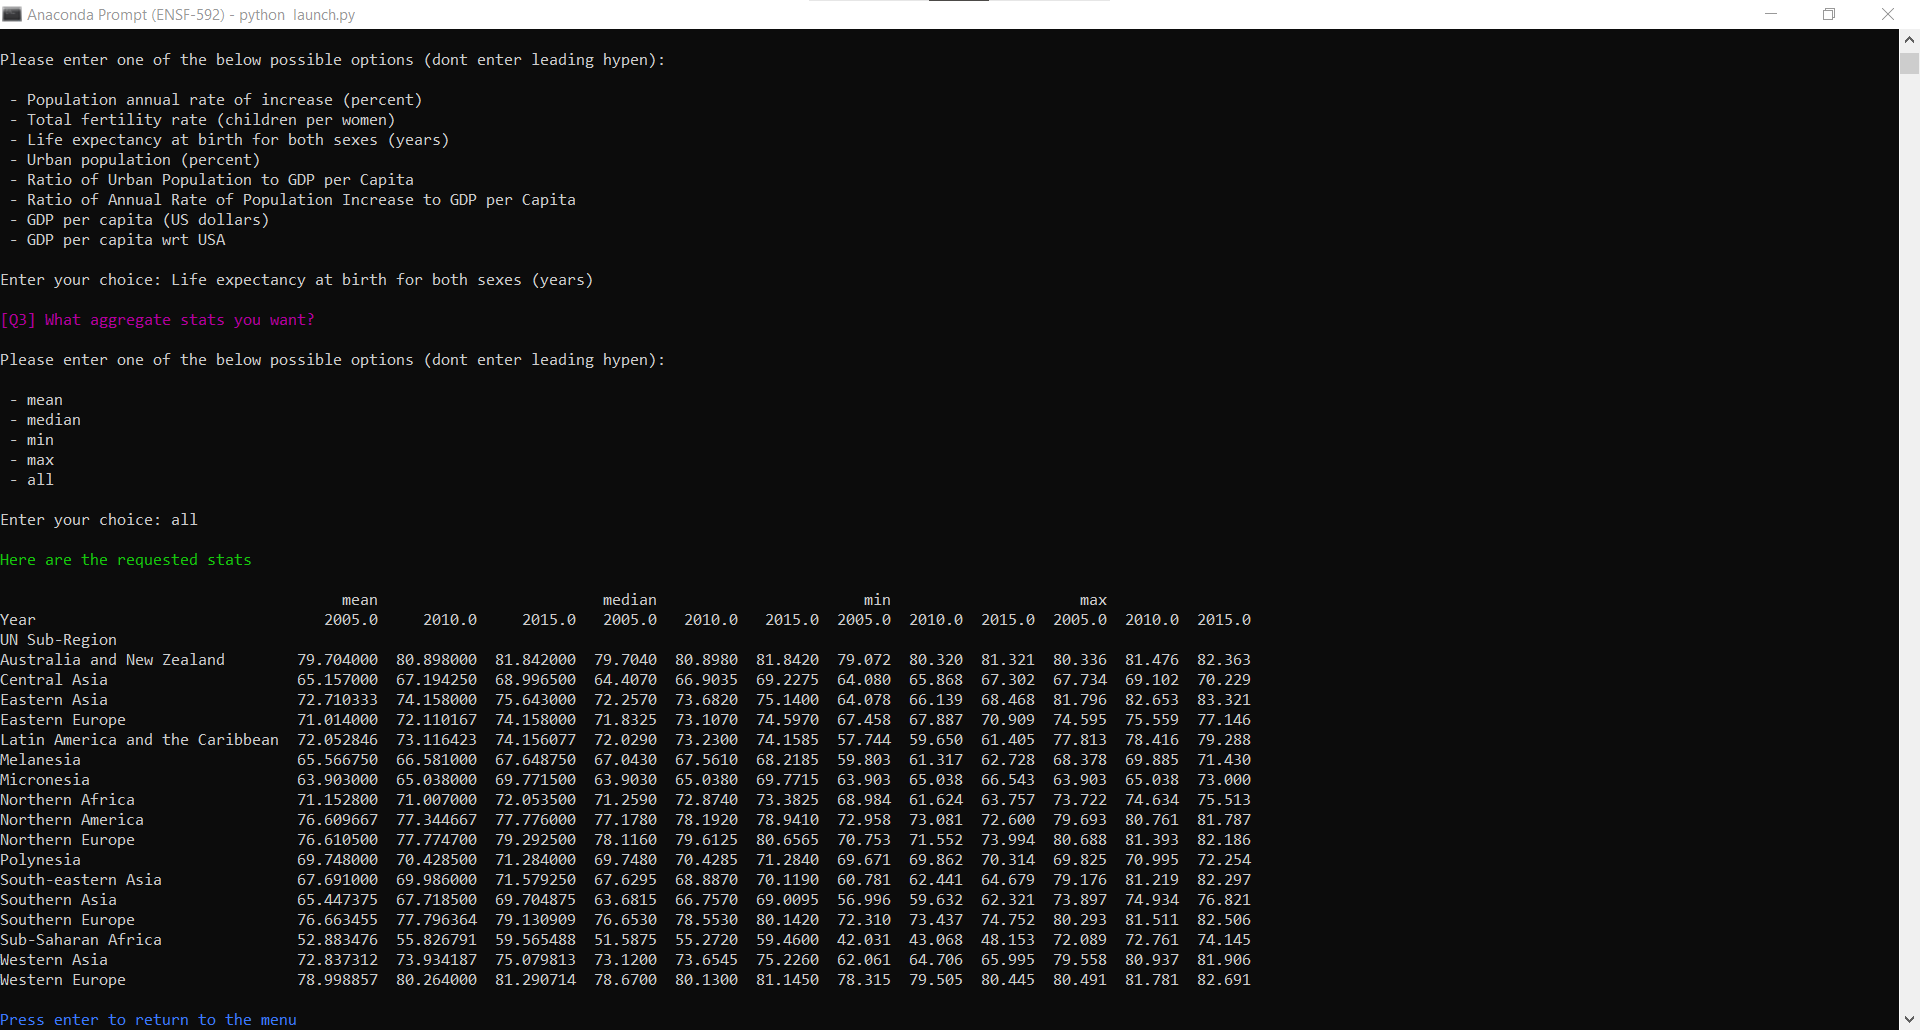 Anaconda Prompt (ENSF-592) - python  launch.py
Please enter one of the below possible options (dont enter leading hypen):
- Population annual rate of increase (percent)
- Total fertility rate (children per women)
- Life expectancy at birth for both sexes (years)
- Urban population (percent)
- Ratio of Urban Population to GDP per Capita
- Ratio of Annual Rate of Population Increase to GDP per Capita
- GDP per capita (US dollars)
- GDP per capita wrt USA
Enter your choice: Life expectancy at birth for both sexes (years)
[Q3] What aggregate stats you want?
Please enter one of the below possible options (dont enter leading hypen):
- mean
- median
- min
- max
- all
Enter your choice: all
Here are the requested stats
mean median min max
Year 2005.0 2010.0 2015.0 2005.0 2010.0 2015.0 2005.0 2010.0 2015.0 2005.0 2010.0 2015.0
UN Sub-Region
Australia and New Zealand 79.704000 80.898000 81.842000 79.7040 80.8980 81.8420 79.072 80.320 81.321 80.336 81.476 82.363
Central Asia 65.157000 67.194250 68.996500 64.4070 66.9035 69.2275 64.080 65.868 67.302 67.734 69.102 70.229
Eastern Asia 72.710333 74.158000 75.643000 72.2570 73.6820 75.1400 64.078 66.139 68.468 81.796 82.653 83.321
Eastern Europe 71.014000 72.110167 74.158000 71.8325 73.1070 74.5970 67.458 67.887 70.909 74.595 75.559 77.146
Latin America and the Caribbean 72.052846 73.116423 74.156077 72.0290 73.2300 74.1585 57.744 59.650 61.405 77.813 78.416 79.288
Melanesia 65.566750 66.581000 67.648750 67.0430 67.5610 68.2185 59.803 61.317 62.728 68.378 69.885 71.430
Micronesia 63.903000 65.038000 69.771500 63.9030 65.0380 69.7715 63.903 65.038 66.543 63.903 65.038 73.000
Northern Africa 71.152800 71.007000 72.053500 71.2590 72.8740 73.3825 68.984 61.624 63.757 73.722 74.634 75.513
Northern America 76.609667 77.344667 77.776000 77.1780 78.1920 78.9410 72.958 73.081 72.600 79.693 80.761 81.787
Northern Europe 76.610500 77.774700 79.292500 78.1160 79.6125 80.6565 70.753 71.552 73.994 80.688 81.393 82.186
Polynesia 69.748000 70.428500 71.284000 69.7480 70.4285 71.2840 69.671 69.862 70.314 69.825 70.995 72.254
South-eastern Asia 67.691000 69.986000 71.579250 67.6295 68.8870 70.1190 60.781 62.441 64.679 79.176 81.219 82.297
Southern Asia 65.447375 67.718500 69.704875 63.6815 66.7570 69.0095 56.996 59.632 62.321 73.897 74.934 76.821
Southern Europe 76.663455 77.796364 79.130909 76.6530 78.5530 80.1420 72.310 73.437 74.752 80.293 81.511 82.506
Sub-Saharan Africa 52.883476 55.826791 59.565488 51.5875 55.2720 59.4600 42.031 43.068 48.153 72.089 72.761 74.145
Western Asia 72.837312 73.934187 75.079813 73.1200 73.6545 75.2260 62.061 64.706 65.995 79.558 80.937 81.906
Western Europe 78.998857 80.264000 81.290714 78.6700 80.1300 81.1450 78.315 79.505 80.445 80.491 81.781 82.691
Press enter to return to the menu